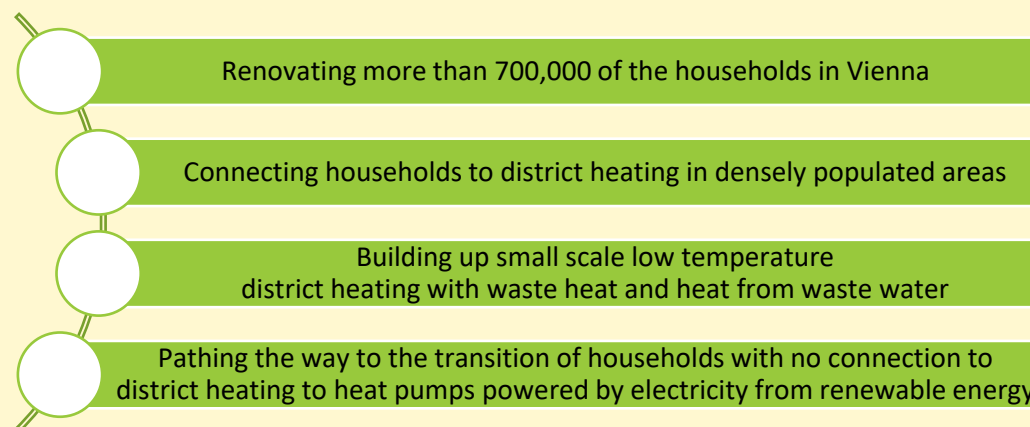 Renovating more than 700,000 of the households in Vienna
Connecting households to district heating in densely populated areas
Building up small scale low temperature
district heating with waste heat and heat from waste water
Pathing the way to the transition of households with no connection to
district heating to heat pumps powered by electricity from renewable energy